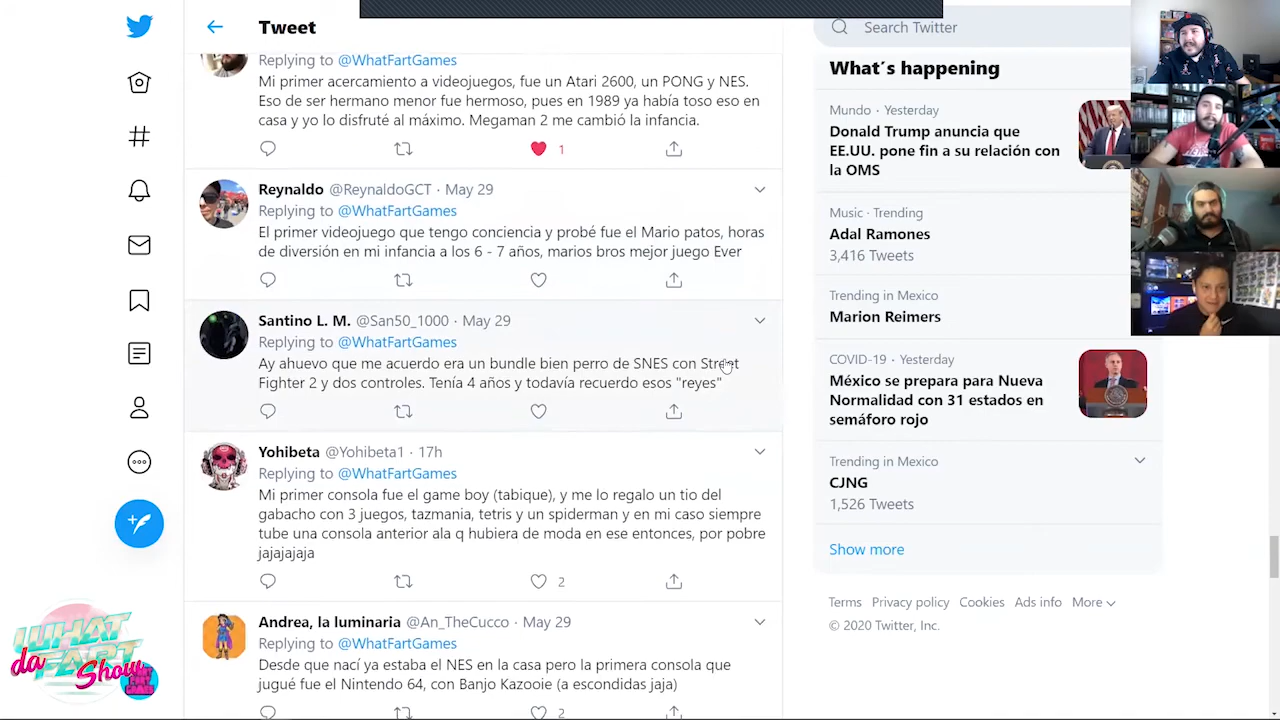 Tweet
Replying to @WhatFartGames
Mi primer acercamiento a videojuegos, fue un Atari 2600, un PONG y NES.
Eso de ser hermano menor fue hermoso, pues en 1989 ya había toso eso en
casa y yo lo disfruté al máximo. Megaman 2 me cambió la infancia.
1
Reynaldo @ReynaldoGCT · May 29
Replying to @WhatFartGames
El primer videojuego que tengo conciencia y probé fue el Mario patos, horas
de diversión en mi infancia a los 6 - 7 años, marios bros mejor juego Ever
Santino L. M. @San50_1000 · May 29
Replying to @WhatFartGames
Ay ahuevo que me acuerdo era un bundle bien perro de SNES con Street
Fighter 2 y dos controles. Tenía 4 años y todavía recuerdo esos "reyes"
Yohibeta @Yohibeta1 · 17h
Replying to @WhatFartGames
Mi primer consola fue el game boy (tabique), y me lo regalo un tio del
gabacho con 3 juegos, tazmania, tetris y un spiderman y en mi caso siempre
tube una consola anterior ala q hubiera de moda en ese entonces, por pobre
jajajajaja
2
Andrea, la luminaria @An_TheCucco · May 29
Replying to @WhatFartGames
Desde que nací ya estaba el NES en la casa pero la primera consola que
jugué fue el Nintendo 64, con Banjo Kazooie (a escondidas jaja)
2
Search Twitter
What's happening
Mundo · Yesterday
Donald Trump anuncia que
EE.UU. pone fin a su relación con
la OMS
Music · Trending
Adal Ramones
3,416 Tweets
Trending in Mexico
Marion Reimers
COVID-19 · Yesterday
México se prepara para Nueva
Normalidad con 31 estados en
semáforo rojo
Trending in Mexico
CJNG
1,526 Tweets
Show more
Terms Privacy policy Cookies Ads info More
© 2020 Twitter, Inc.
WHAT
da FART
Show
WHAT
FART
GAMES